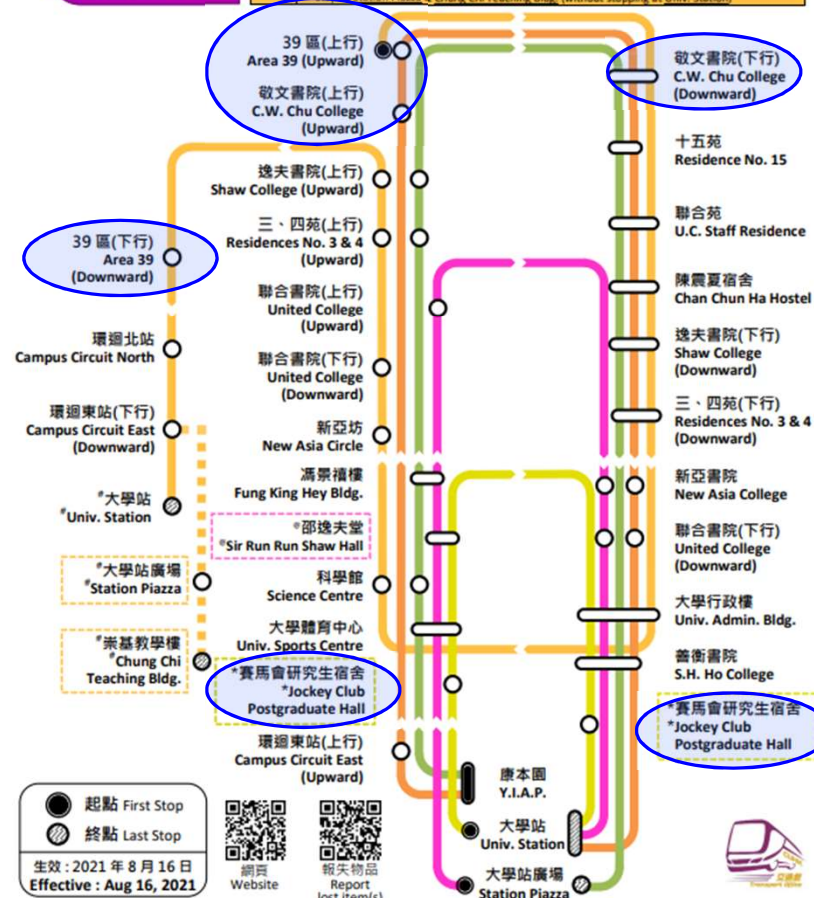 39 區(上行)
Area 39 (Upward)
敬文書院(上行)
C.W. Chu College
(Upward)
逸夫書院(上行)
Shaw College (Upward)
三、四苑(上行)
Residences No. 3 & 4
(Upward)
聯合書院(上行)
United College
(Upward)
聯合書院(下行)
United College
(Downward)
新亞坊
New Asia Circle
馮景禧樓
Fung King Hey Bldg.
@邵逸夫堂
@Sir Run Run Shaw Hall
科學館
Science Centre
大學體育中心
Univ. Sports Centre
*賽馬會研究生宿舍
*Jockey Club
Postgraduate Hall
環迴東站(上行)
Campus Circuit East
(Upward)
39 區(下行)
Area 39
(Downward)
環迴北站
Campus Circuit North
環迴東站(下行)
Campus Circuit East
(Downward)
#大學站
#Univ. Station
#大學站廣場
#Station Piazza
#崇基教學樓
#Chung Chi
Teaching Bldg.
敬文書院(下行)
C.W. Chu College
(Downward)
十五苑
Residence No. 15
聯合苑
U.C. Staff Residence
陳震夏宿舍
Chan Chun Ha Hostel
逸夫書院(下行)
Shaw College
(Downward)
三、四苑(下行)
Residences No. 3 & 4
(Downward)
新亞書院
New Asia College
聯合書院(下行)
United College
(Downward)
大學行政樓
Univ. Admin. Bldg.
善衡書院
S.H. Ho College
*賽馬會研究生宿舍
*Jockey Club
Postgraduate Hall
康本園
Y.I.A.P.
大學站
Univ. Station
大學站廣場
Station Piazza
起點 First Stop
終點 Last Stop
生效 : 2021 年 8 月 16 日
Effective : Aug 16, 2021
網頁
Website
報失物品
Report
lost item(s)
Transport Office